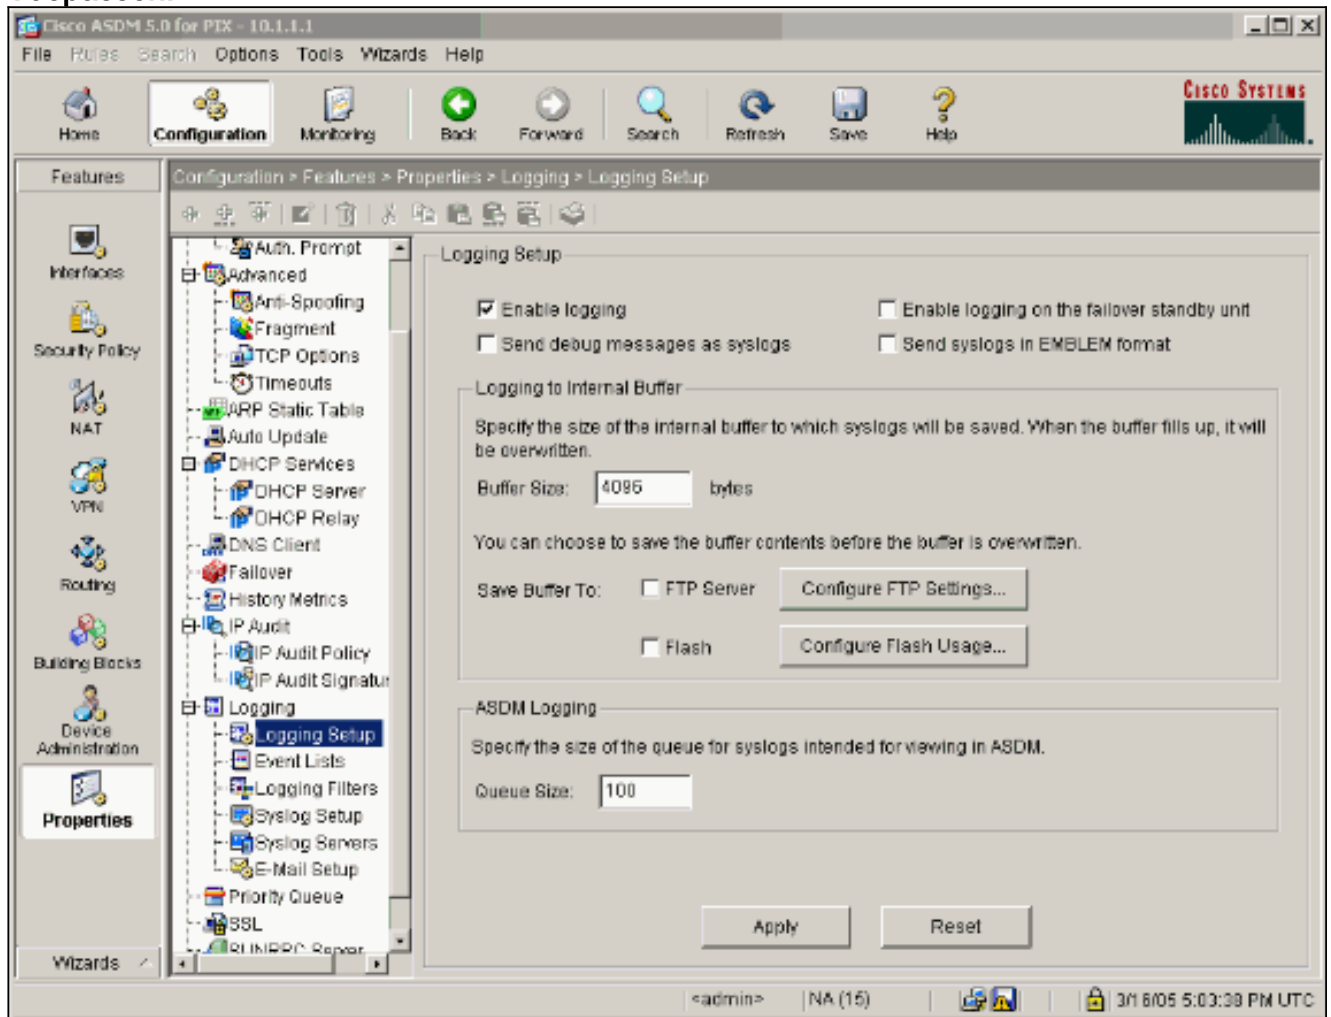 Cisco ASDM 5.0 for PIX - 10.1.1.1
File Rules Search Options Tools Wizards Help
Home Configuration Monitoring Back Forward Search Refresh Save Help
CISCO SYSTEMS
Features
Configuration > Features > Properties > Logging > Logging Setup
Interfaces
Security Policy
NAT
VPN
Routing
Building Blocks
Device
Administration
Properties
Wizards
Auth. Prompt
Advanced
Anti-Spoofing
Fragment
TCP Options
Timeouts
ARP Static Table
Auto Update
DHCP Services
DHCP Server
DHCP Relay
DNS Client
Failover
History Metrics
IP Audit
IP Audit Policy
IP Audit Signatur
Logging
Logging Setup
Event Lists
Logging Filters
Syslog Setup
Syslog Servers
E-Mail Setup
Priority Queue
SSL
SUNRPC Server
Logging Setup
Enable logging
Enable logging on the failover standby unit
Send debug messages as syslogs
Send syslogs in EMBLEM format
Logging to Internal Buffer
Specify the size of the internal buffer to which syslogs will be saved. When the buffer fills up, it will
be overwritten.
Buffer Size: 4096 bytes
You can choose to save the buffer contents before the buffer is overwritten.
Save Buffer To: FTP Server Configure FTP Settings...
Flash Configure Flash Usage...
ASDM Logging
Specify the size of the queue for syslogs intended for viewing in ASDM.
Queue Size: 100
Apply Reset
<admin> NA (15) 3/16/05 5:03:38 PM UTC